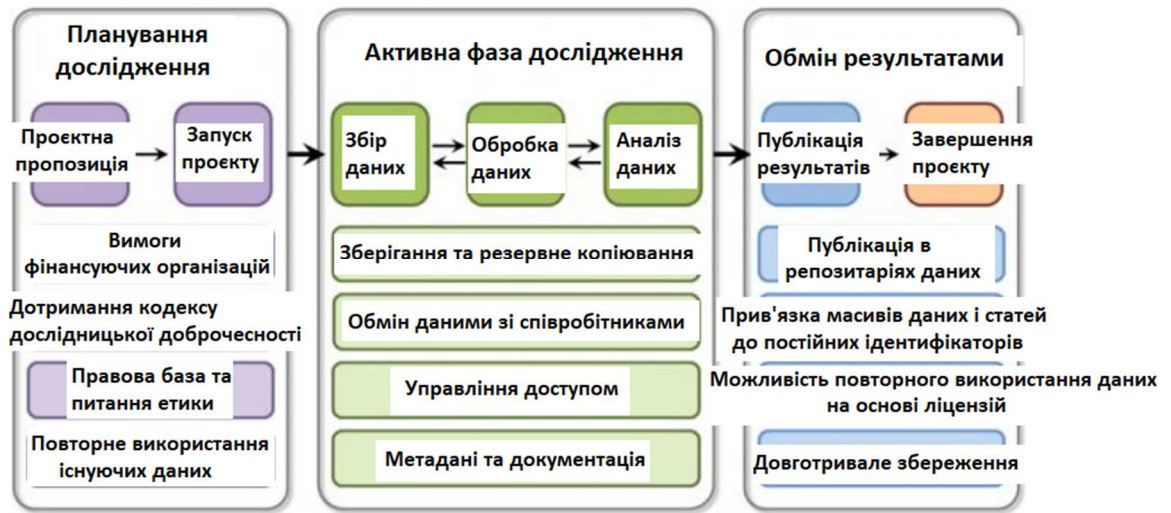 Планування
дослідження
Проєктна
пропозиція
Запуск
проєкту
Вимоги
фінансуючих організацій
Дотримання кодексу
дослідницької доброчесності
Правова база та
питання етики
Повторне використання
існуючих даних
Активна фаза дослідження
Збір
даних
Обробка
даних
Аналіз
даних
Зберігання та резервне копіювання
Обмін даними зі співробітниками
Управління доступом
Метадані та документація
Обмін результатами
Публікація
результатів
Завершення
проєкту
Публікація в
репозитаріях даних
Прив'язка масивів даних і статей
до постійних ідентифікаторів
Можливість повторного використання даних
на основі ліцензій
Довготривале збереження